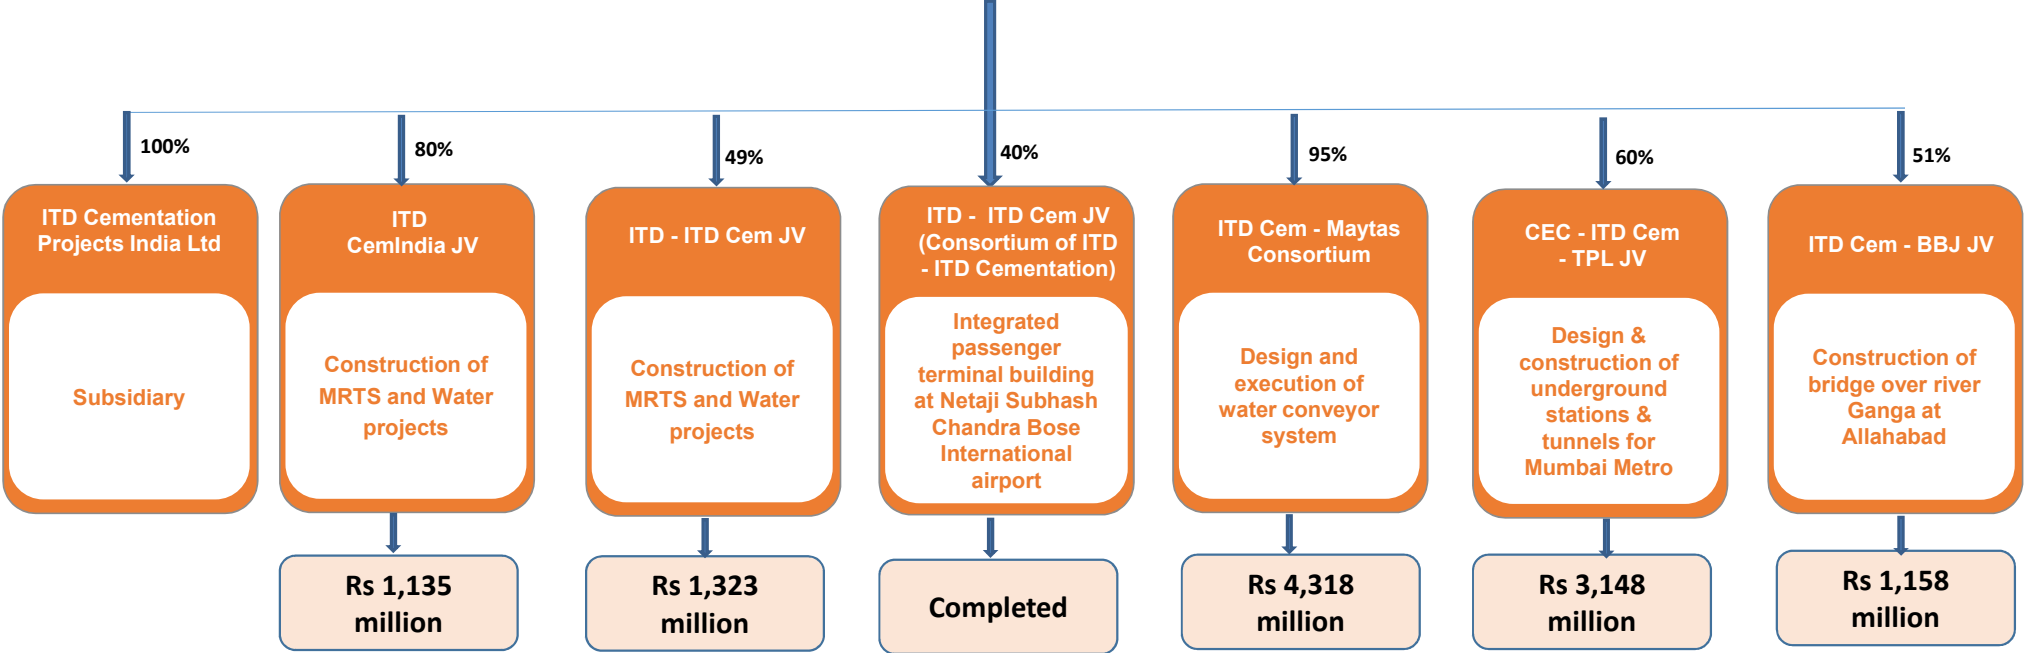 100%
80%
49%
40%
95%
60%
51%
ITD Cementation
Projects India Ltd
Subsidiary
ITD
CemIndia JV
Construction of
MRTS and Water
projects
Rs 1,135
million
ITD - ITD Cem JV
Construction of
MRTS and Water
projects
Rs 1,323
million
ITD - ITD Cem JV
(Consortium of ITD
- ITD Cementation)
Integrated
passenger
terminal building
at Netaji Subhash
Chandra Bose
International
airport
Completed
ITD Cem - Maytas
Consortium
Design and
execution of
water conveyor
system
Rs 4,318
million
CEC - ITD Cem
- TPL JV
Design &
construction of
underground
stations &
tunnels for
Mumbai Metro
Rs 3,148
million
ITD Cem - BBJ JV
Construction of
bridge over river
Ganga at
Allahabad
Rs 1,158
million